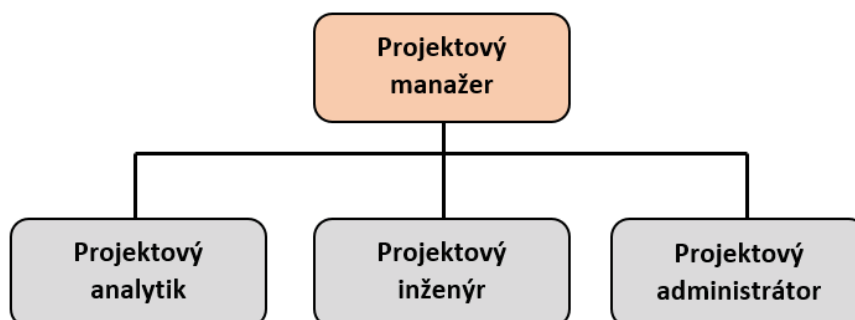 Projektový
manažer
Projektový
analytik
Projektový
inženýr
Projektový
administrátor